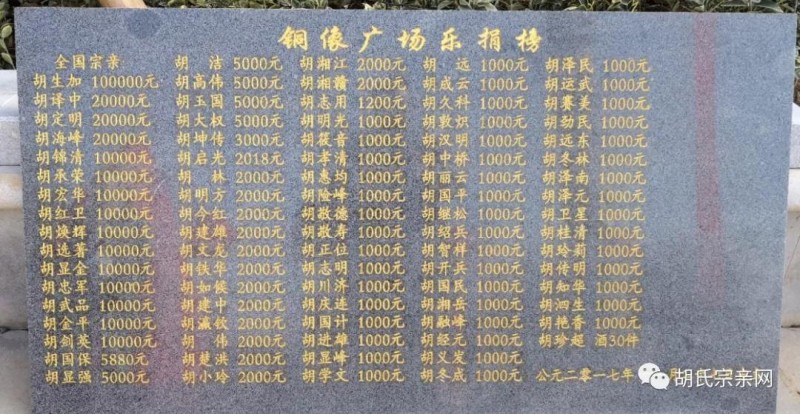 铜像广场乐捐榜
全国宗亲
胡生加 100000元
胡译中 20000元
胡定明 20000元
胡海峰 20000元
胡锦清 10000元
胡承荣 10000元
胡宏华 10000元
胡红卫 10000元
胡焕辉 10000元
胡选著 10000元
胡显金 10000元
胡忠军 10000元
胡武品 10000元
胡金平 10000元
胡剑英 10000元
胡国保 5880元
胡显强 5000元
胡 洁 5000元
胡高伟 5000元
胡玉国 5000元
胡大权 5000元
胡坤传 3000元
胡启光 2018元
胡 林 2000元
胡明方 2000元
胡今红 2000元
胡建雄 2000元
胡文龙 2000元
胡铁华 2000元
胡如候 2000元
胡建中 2000元
胡瀛钦 2000元
胡 伟 2000元
胡楚洪 2000元
胡小玲 2000元
胡湘江 2000元
胡湘赣 2000元
胡志用 1200元
胡明光 1000元
胡筱音 1000元
胡孝清 1000元
胡惠均 1000元
胡险峰 1000元
胡敬德 1000元
胡敬寿 1000元
胡正位 1000元
胡志明 1000元
胡川济 1000元
胡庆连 1000元
胡国计 1000元
胡进雄 1000元
胡显峰 1000元
胡学文 1000元
胡 远 1000元
胡成云 1000元
胡久科 1000元
胡敦炽 1000元
胡汉明 1000元
胡中桥 1000元
胡丽云 1000元
胡国平 1000元
胡继松 1000元
胡绍兵 1000元
胡贺祥 1000元
胡开兵 1000元
胡国民 1000元
胡湘岳 1000元
胡融峰 1000元
胡经元 1000元
胡义发 1000元
胡冬成 1000元
胡泽民 1000元
胡运武 1000元
胡赛美 1000元
胡劲民 1000元
胡远东 1000元
胡冬林 1000元
胡泽南 1000元
胡泽元 1000元
胡卫星 1000元
胡桂清 1000元
胡玲莉 1000元
胡传明 1000元
胡知华 1000元
胡泗生 1000元
胡艳香 1000元
胡珍超 酒30件
公元二零一七年 月
胡氏宗亲网